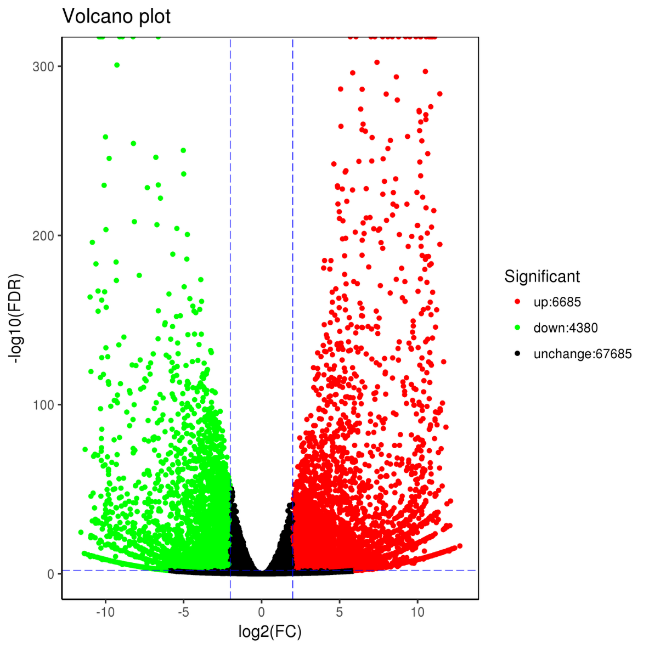 Volcano plot
-log10(FDR)
300
200
100
0
-10
-5
0
5
10
log2(FC)
Significant
up:6685
down:4380
unchange:67685